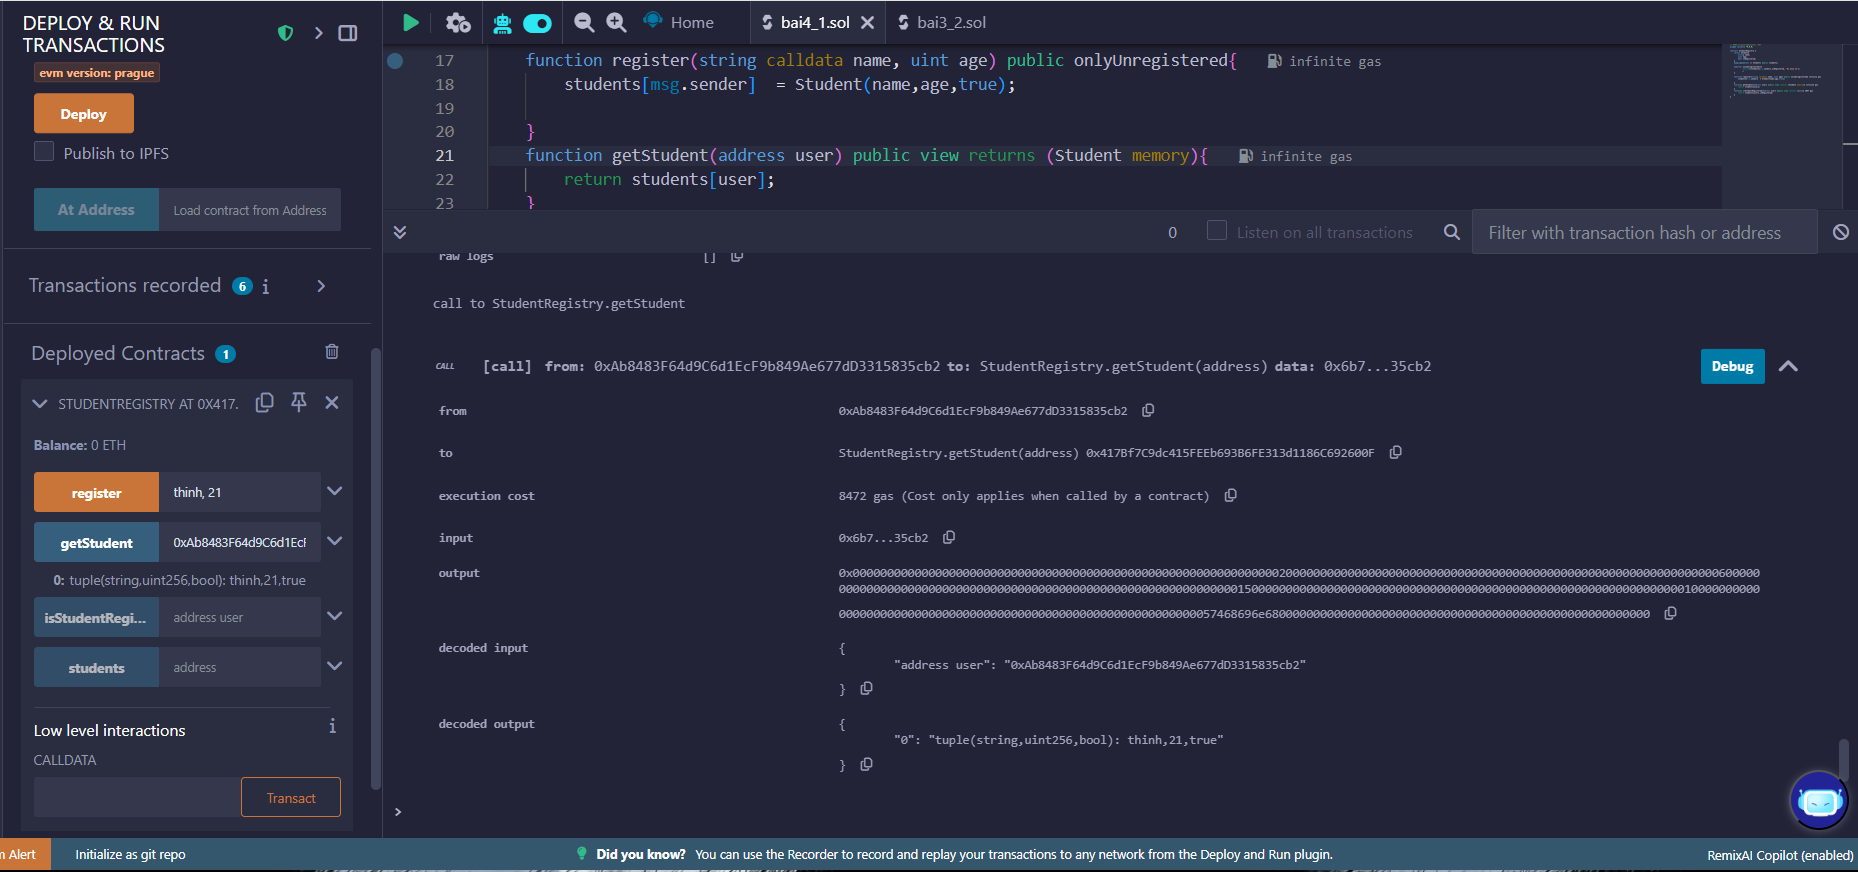 DEPLOY & RUN
TRANSACTIONS
evm version: prague
Deploy
Publish to IPFS
At Address
Load contract from Address
Transactions recorded 6 i
Deployed Contracts 1
STUDENTREGISTRY AT 0X417.
Balance: 0 ETH
register
thinh, 21
getStudent
0xAb8483F64d9C6d1EcF
0: tuple(string,uint256,bool): thinh,21,true
isStudentRegi...
address user
students
address
Low level interactions
i
CALLDATA
Transact
Home
bai4_1.sol
bai3_2.sol
17 function register(string calldata name, uint age) public onlyUnregistered{ infinite gas
18 students[msg.sender] = Student(name,age,true);
19
20 }
21 function getStudent(address user) public view returns (Student memory){ infinite gas
22 return students[user];
23 }
0
Listen on all transactions
Filter with transaction hash or address
raw logs [ ]
call to StudentRegistry.getStudent
CALL [call] from: 0xAb8483F64d9C6d1EcF9b849Ae677dD3315835cb2 to: StudentRegistry.getStudent(address) data: 0x6b7...35cb2
Debug
from 0xAb8483F64d9C6d1EcF9b849Ae677dD3315835cb2
to StudentRegistry.getStudent(address) 0x417Bf7C9dc415FEEb693B6FE313d1186C692600F
execution cost 8472 gas (Cost only applies when called by a contract)
input 0x6b7...35cb2
output
decoded input {
"address user": "0xAb8483F64d9C6d1EcF9b849Ae677dD3315835cb2"
}
decoded output {
"0": "tuple(string,uint256,bool): thinh,21,true"
}
>
Alert
Initialize as git repo
Did you know? You can use the Recorder to record and replay your transactions to any network from the Deploy and Run plugin.
RemixAI Copilot (enabled)